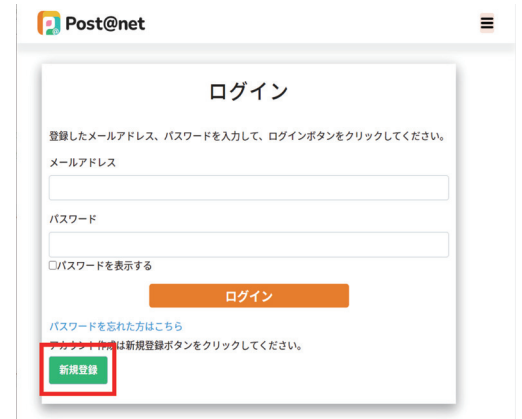 Post@net
ログイン
登録したメールアドレス、パスワードを入力して、ログインボタンをクリックしてください。
メールアドレス
パスワード
パスワードを表示する
ログイン
パスワードを忘れた方はこちら
アカウント作成は新規登録ボタンをクリックしてください。
新規登録